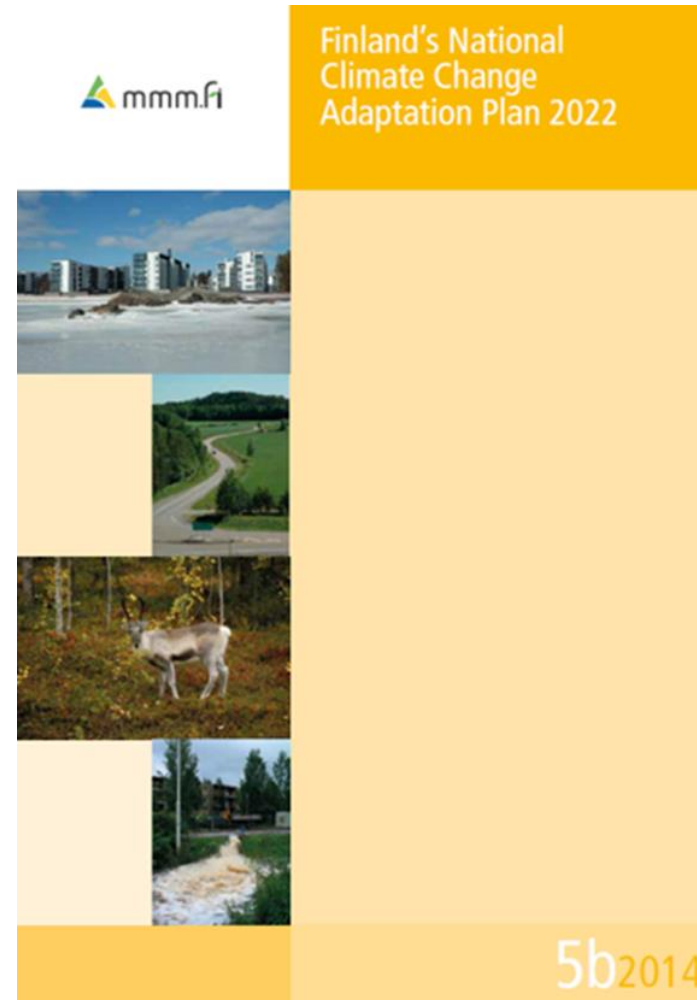 mmm.fi
Finland's National
Climate Change
Adaptation Plan 2022
5b2014